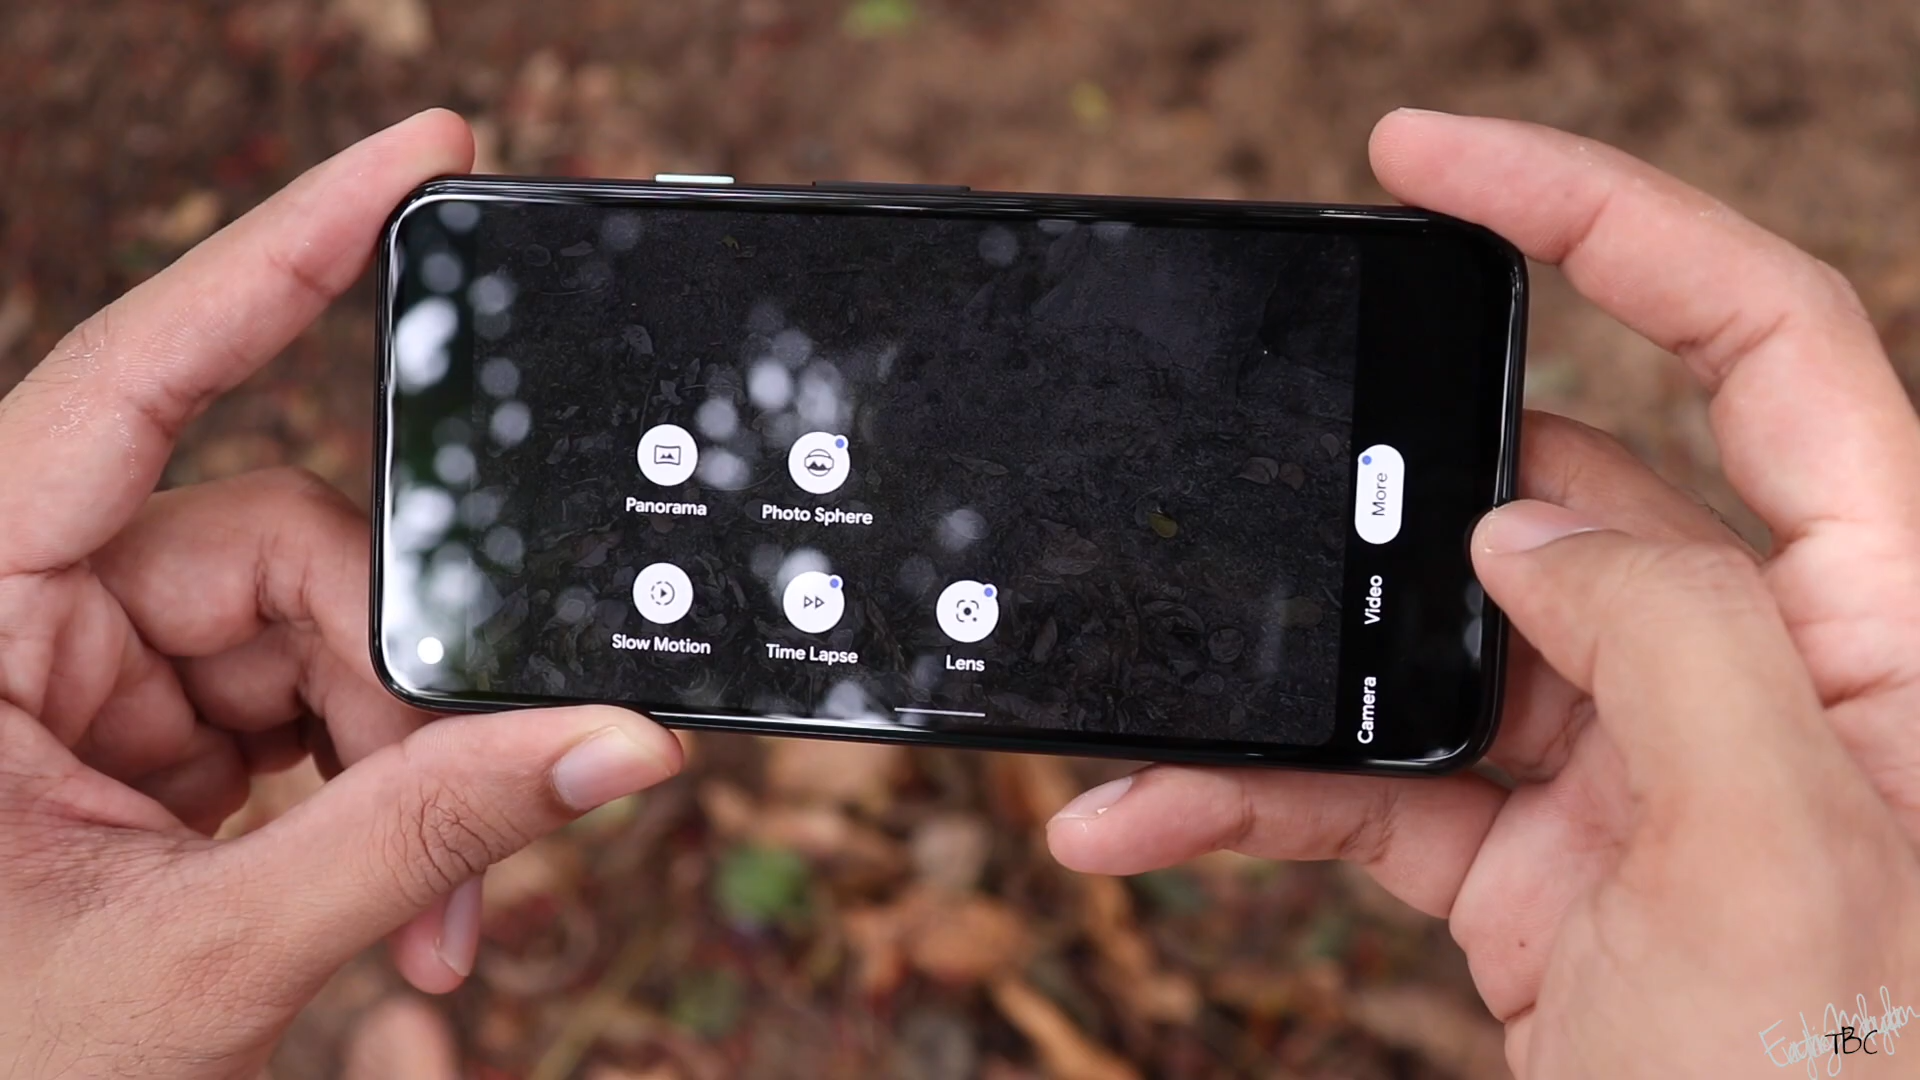 Panorama
Photo Sphere
Slow Motion
Time Lapse
Lens
More
Video
Camera
TBC